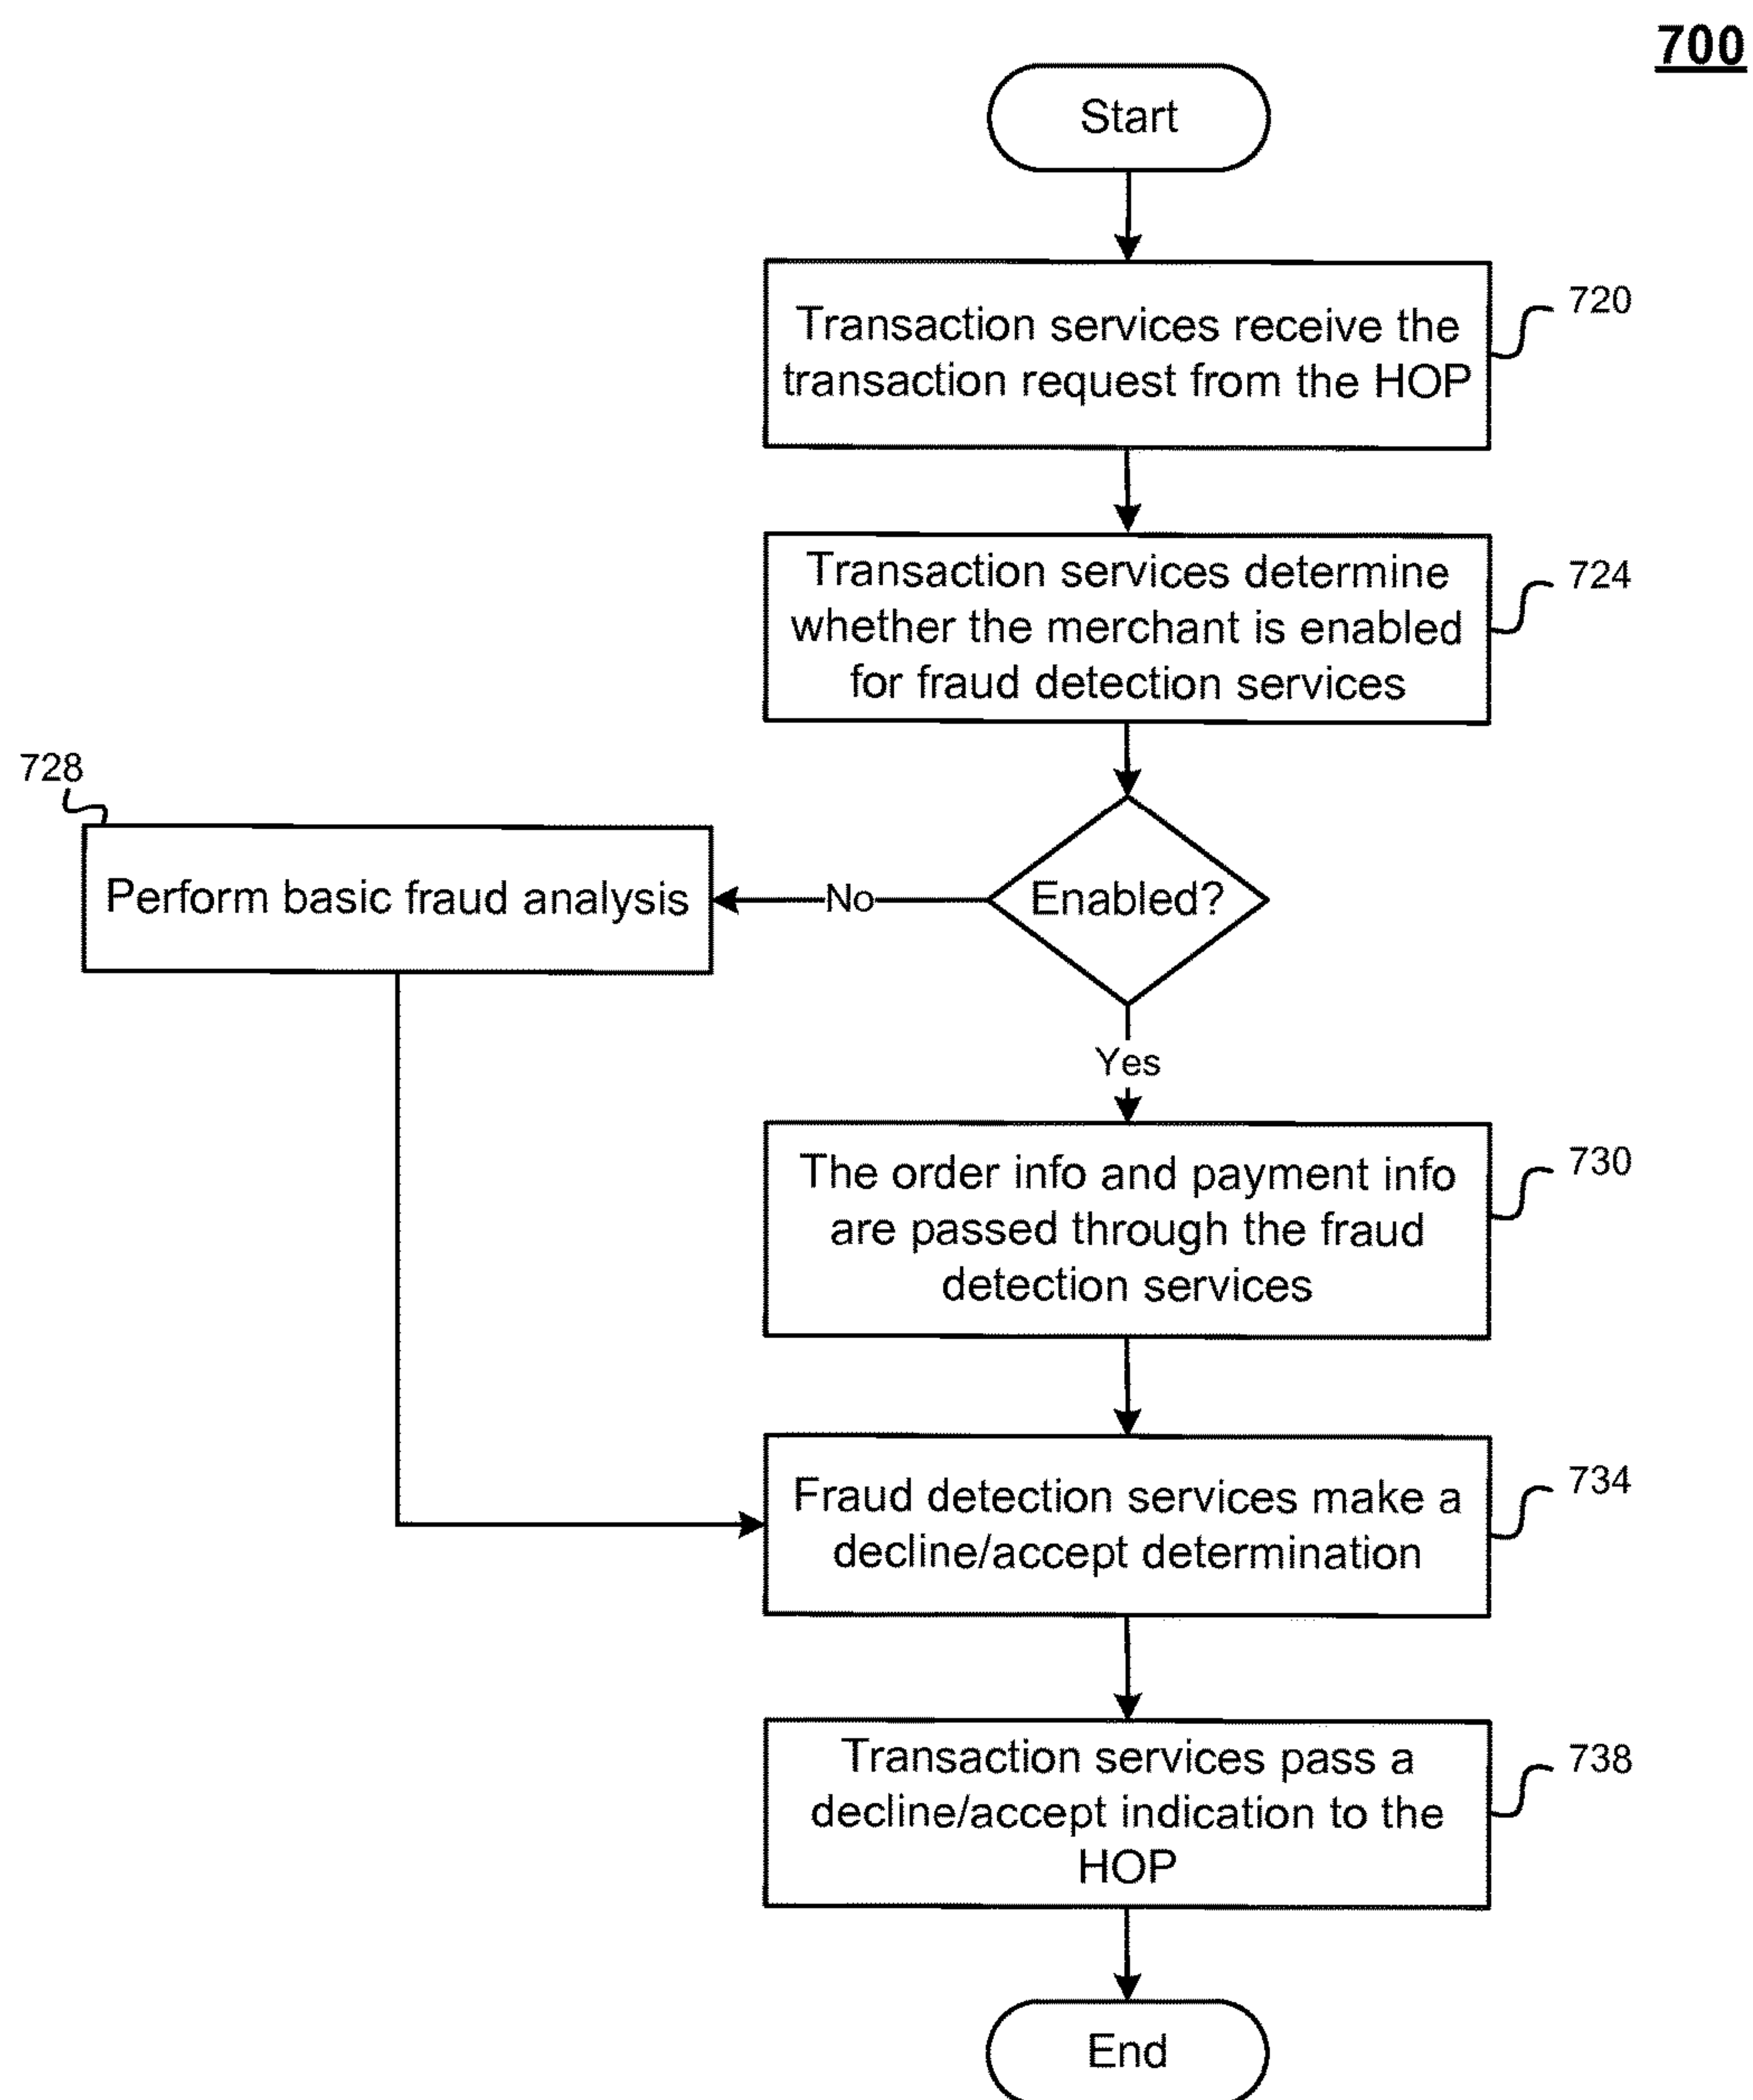 700
Start
Transaction services receive the
transaction request from the HOP
720
Transaction services determine
whether the merchant is enabled
for fraud detection services
724
728
Perform basic fraud analysis
No
Enabled?
Yes
The order info and payment info
are passed through the fraud
detection services
730
Fraud detection services make a
decline/accept determination
734
Transaction services pass a
decline/accept indication to the
HOP
738
End